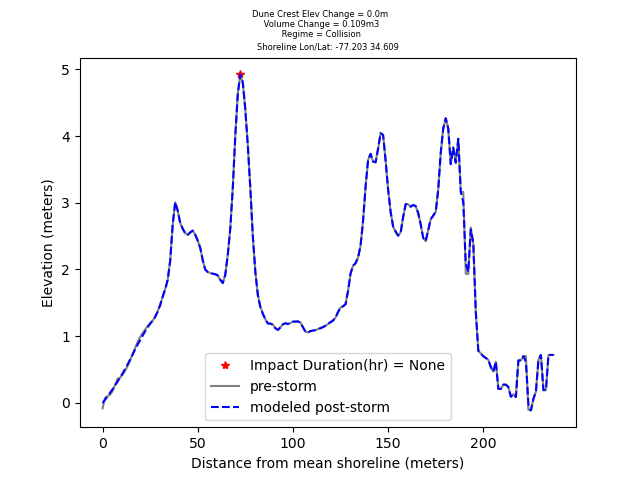 Dune Crest Elev Change = 0.0m
Volume Change = 0.109m3
Regime = Collision
Shoreline Lon/Lat: -77.203 34.609
5
4
3
2
1
0
Elevation (meters)
Impact Duration(hr) = None
pre-storm
modeled post-storm
0 50 100 150 200
Distance from mean shoreline (meters)